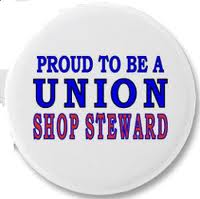 PROUD TO BE A
UNION
SHOP STEWARD